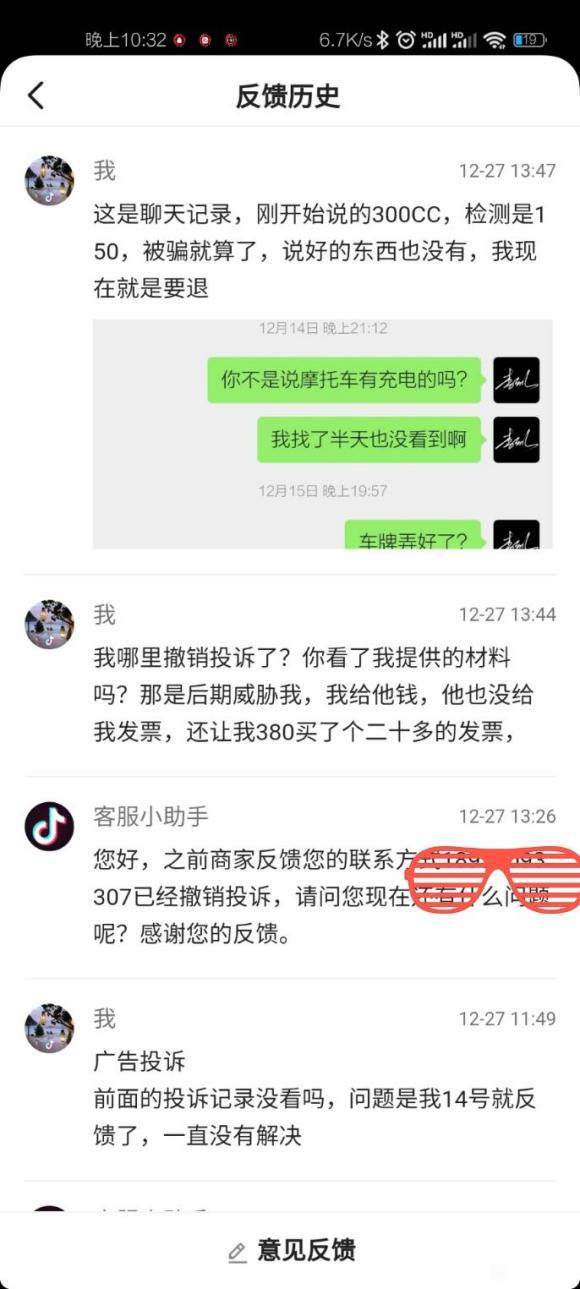 晚上10:32
6.7K/s
HD
HD
19
反馈历史
我
12-27 13:47
这是聊天记录，刚开始说的300CC，检测是1
50，被骗就算了，说好的东西也没有，我现
在就是要退
12月14日 晚上21:12
你不是说摩托车有充电的吗？
我找了半天也没看到啊
12月15日 晚上19:57
车牌弄好了？
我
12-27 13:44
我哪里撤销投诉了？你看了我提供的材料
吗？那是后期威胁我，我给他钱，他也没给
我发票，还让我380买了个二十多的发票，
客服小助手
12-27 13:26
您好，之前商家反馈您的联系方
307已经撤销投诉，请问您现在
呢？感谢您的反馈。
我
12-27 11:49
广告投诉
前面的投诉记录没看吗，问题是我14号就反
馈了，一直没有解决
意见反馈